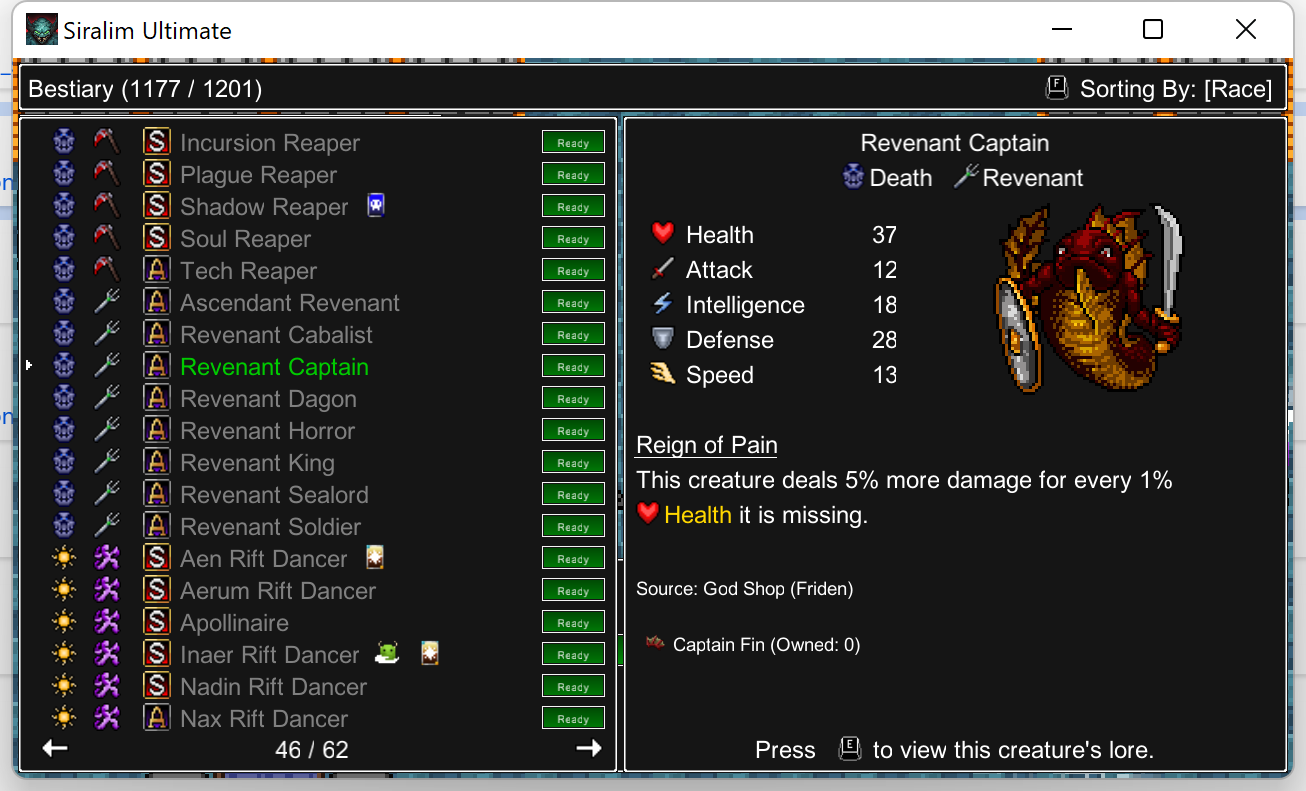 Siralim Ultimate
Bestiary (1177 / 1201)
F Sorting By: [Race]
S Incursion Reaper Ready
S Plague Reaper Ready
S Shadow Reaper Ready
S Soul Reaper Ready
A Tech Reaper Ready
A Ascendant Revenant Ready
A Revenant Cabalist Ready
A Revenant Captain Ready
A Revenant Dagon Ready
A Revenant Horror Ready
A Revenant King Ready
A Revenant Sealord Ready
A Revenant Soldier Ready
S Aen Rift Dancer Ready
S Aerum Rift Dancer Ready
S Apollinaire Ready
S Inaer Rift Dancer Ready
S Nadin Rift Dancer Ready
A Nax Rift Dancer Ready
46 / 62
Revenant Captain
Death Revenant
Health 37
Attack 12
Intelligence 18
Defense 28
Speed 13
Reign of Pain
This creature deals 5% more damage for every 1%
Health it is missing.
Source: God Shop (Friden)
Captain Fin (Owned: 0)
Press E to view this creature's lore.